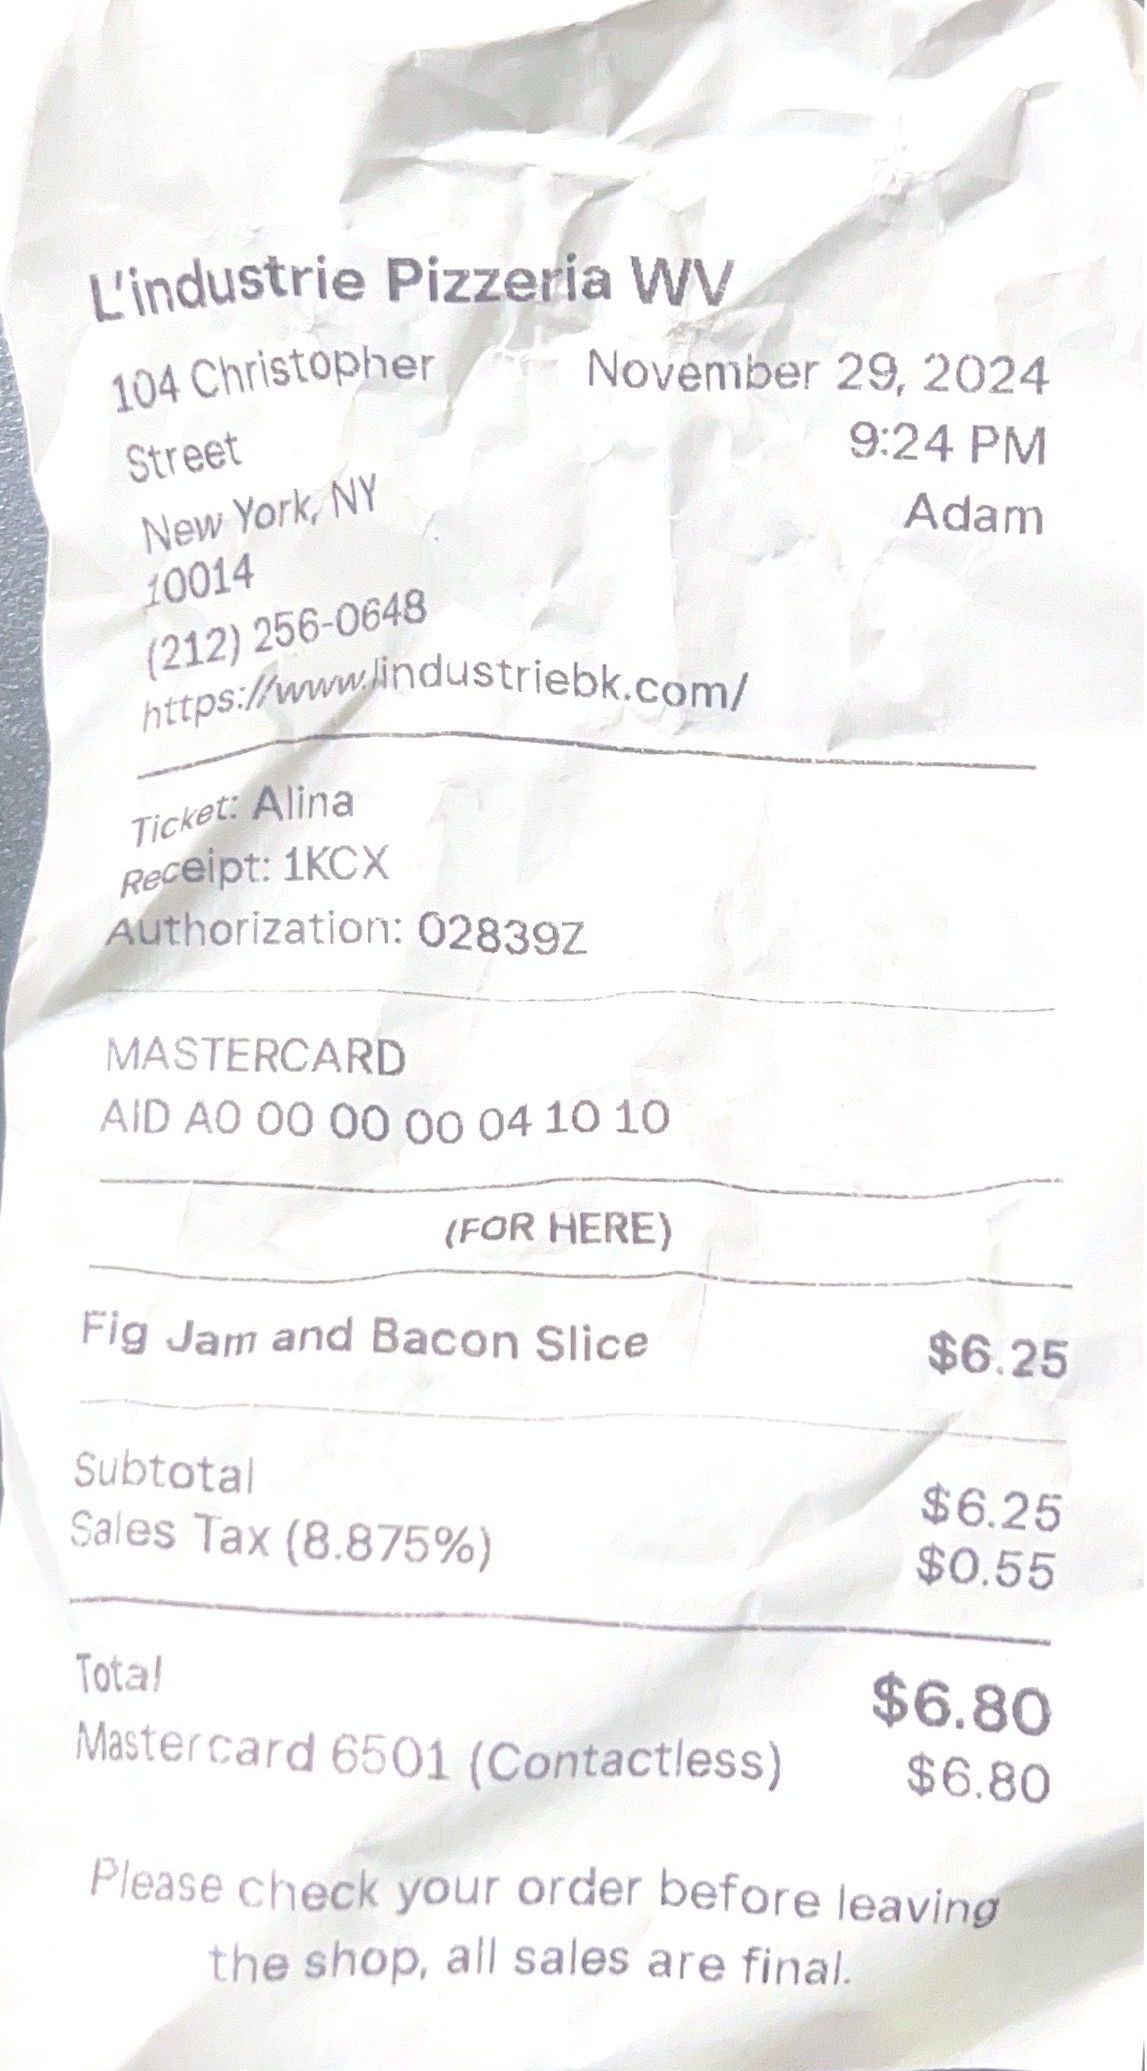 L'industrie Pizzeria WV
104 Christopher
Street
New York, NY
10014
(212) 256-0648
https://www.lindustriebk.com/
November 29, 2024
9:24 PM
Adam
Ticket: Alina
Receipt: 1KCX
Authorization: 02839Z
MASTERCARD
AID A0 00 00 00 04 10 10
(FOR HERE)
Fig Jam and Bacon Slice $6.25
Subtotal $6.25
Sales Tax (8.875%) $0.55
Total $6.80
Mastercard 6501 (Contactless) $6.80
Please check your order before leaving
the shop, all sales are final.